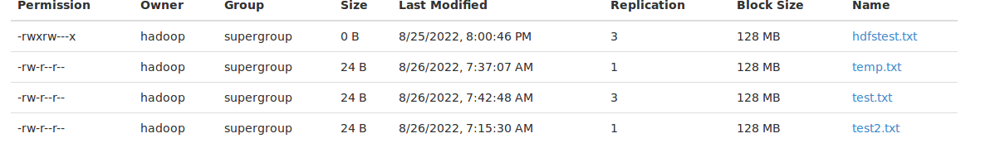 Permission Owner Group Size Last Modified Replication Block Size Name
-rwxrw---x hadoop supergroup 0 B 8/25/2022, 8:00:46 PM 3 128 MB hdfstest.txt
-rw-r--r-- hadoop supergroup 24 B 8/26/2022, 7:37:07 AM 1 128 MB temp.txt
-rw-r--r-- hadoop supergroup 24 B 8/26/2022, 7:42:48 AM 3 128 MB test.txt
-rw-r--r-- hadoop supergroup 24 B 8/26/2022, 7:15:30 AM 1 128 MB test2.txt